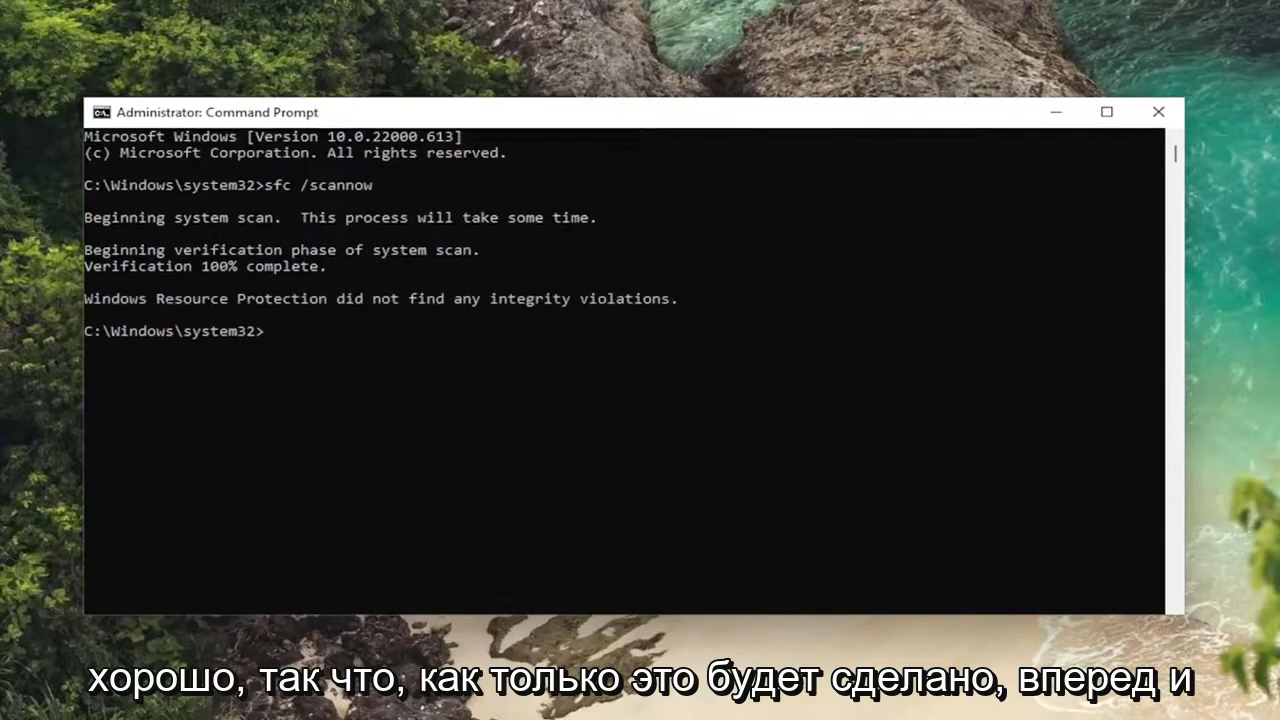 Administrator: Command Prompt
Microsoft Windows [Version 10.0.22000.613]
(c) Microsoft Corporation. All rights reserved.
C:\Windows\system32>sfc /scannow
Beginning system scan.  This process will take some time.
Beginning verification phase of system scan.
Verification 100% complete.
Windows Resource Protection did not find any integrity violations.
C:\Windows\system32>
хорошо, так что, как только это будет сделано, вперед и